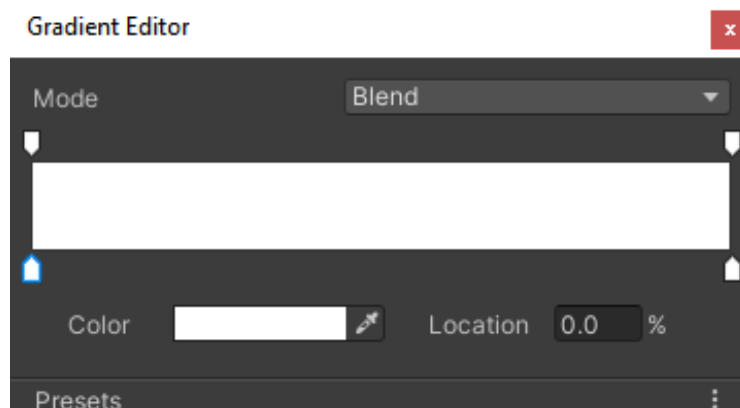 Gradient Editor
x
Mode Blend
Color Location 0.0 %
Presets